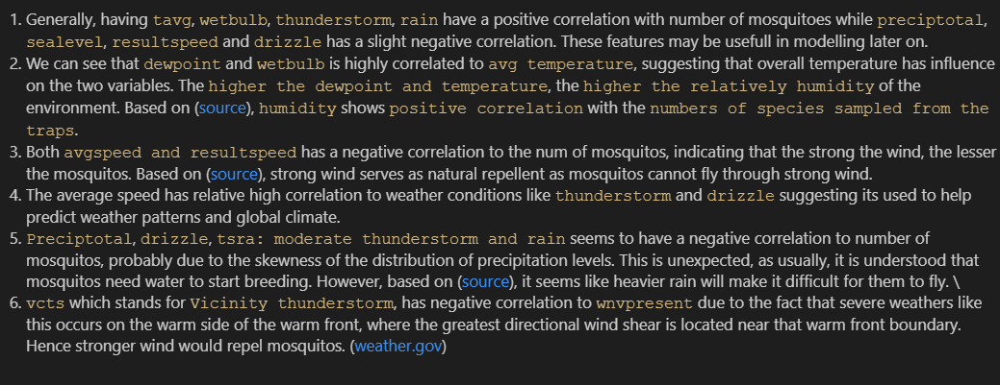 1. Generally, having tavg, wetbulb, thunderstorm, rain have a positive correlation with number of mosquitoes while preciptotal,
sealevel, resultspeed and drizzle has a slight negative correlation. These features may be usefull in modelling later on.
2. We can see that dewpoint and wetbulb is highly correlated to avg temperature, suggesting that overall temperature has influence
on the two variables. The higher the dewpoint and temperature, the higher the relatively humidity of the
environment. Based on (source), humidity shows positive correlation with the numbers of species sampled from the
traps.
3. Both avgspeed and resultspeed has a negative correlation to the num of mosquitos, indicating that the strong the wind, the lesser
the mosquitos. Based on (source), strong wind serves as natural repellent as mosquitos cannot fly through strong wind.
4. The average speed has relative high correlation to weather conditions like thunderstorm and drizzle suggesting its used to help
predict weather patterns and global climate.
5. Preciptotal, drizzle, tsra: moderate thunderstorm and rain seems to have a negative correlation to number of
mosquitos, probably due to the skewness of the distribution of precipitation levels. This is unexpected, as usually, it is understood that
mosquitos need water to start breeding. However, based on (source), it seems like heavier rain will make it difficult for them to fly. \
6. vcts which stands for Vicinity thunderstorm, has negative correlation to wnvpresent due to the fact that severe weathers like
this occurs on the warm side of the warm front, where the greatest directional wind shear is located near that warm front boundary.
Hence stronger wind would repel mosquitos. (weather.gov)